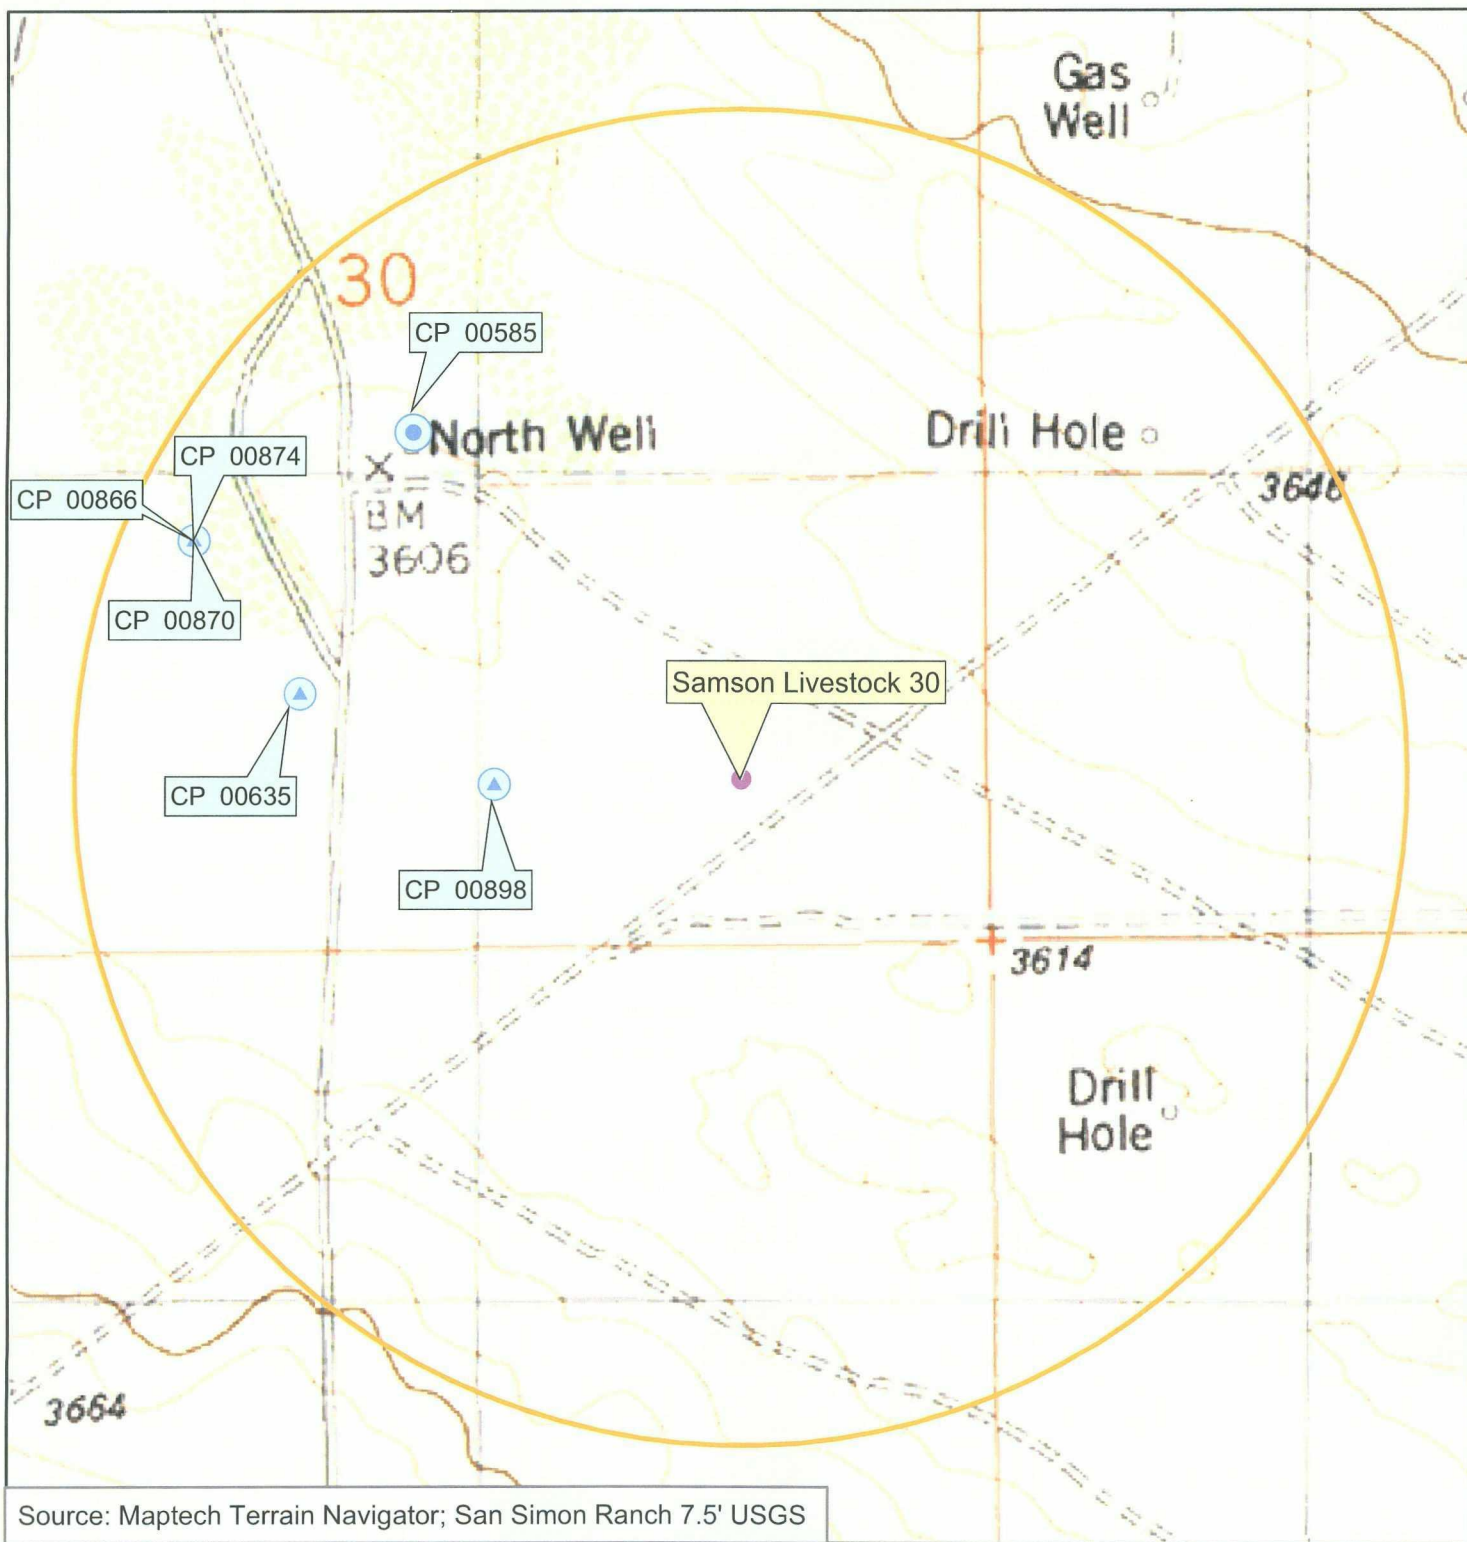 Gas
Well
30
CP 00585
North Well
Drill Hole
CP 00874
CP 00866
3646
BM
3606
CP 00870
Samson Livestock 30
CP 00635
CP 00898
3614
Drill
Hole
3664
Source: Maptech Terrain Navigator; San Simon Ranch 7.5' USGS